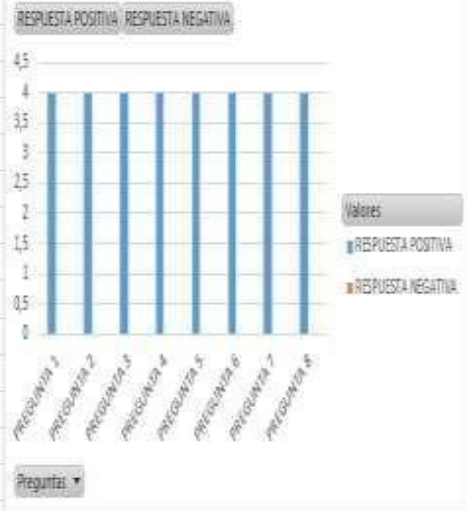 RESPUESTA POSITIVA RESPUESTA NEGATIVA
4,5
4
3,5
3
2,5
2
1,5
1
0,5
0
Valores
RESPUESTA POSITIVA
RESPUESTA NEGATIVA
PREGUNTA 1
PREGUNTA 2
PREGUNTA 3
PREGUNTA 4
PREGUNTA 5
PREGUNTA 6
PREGUNTA 7
PREGUNTA 8
Preguntas